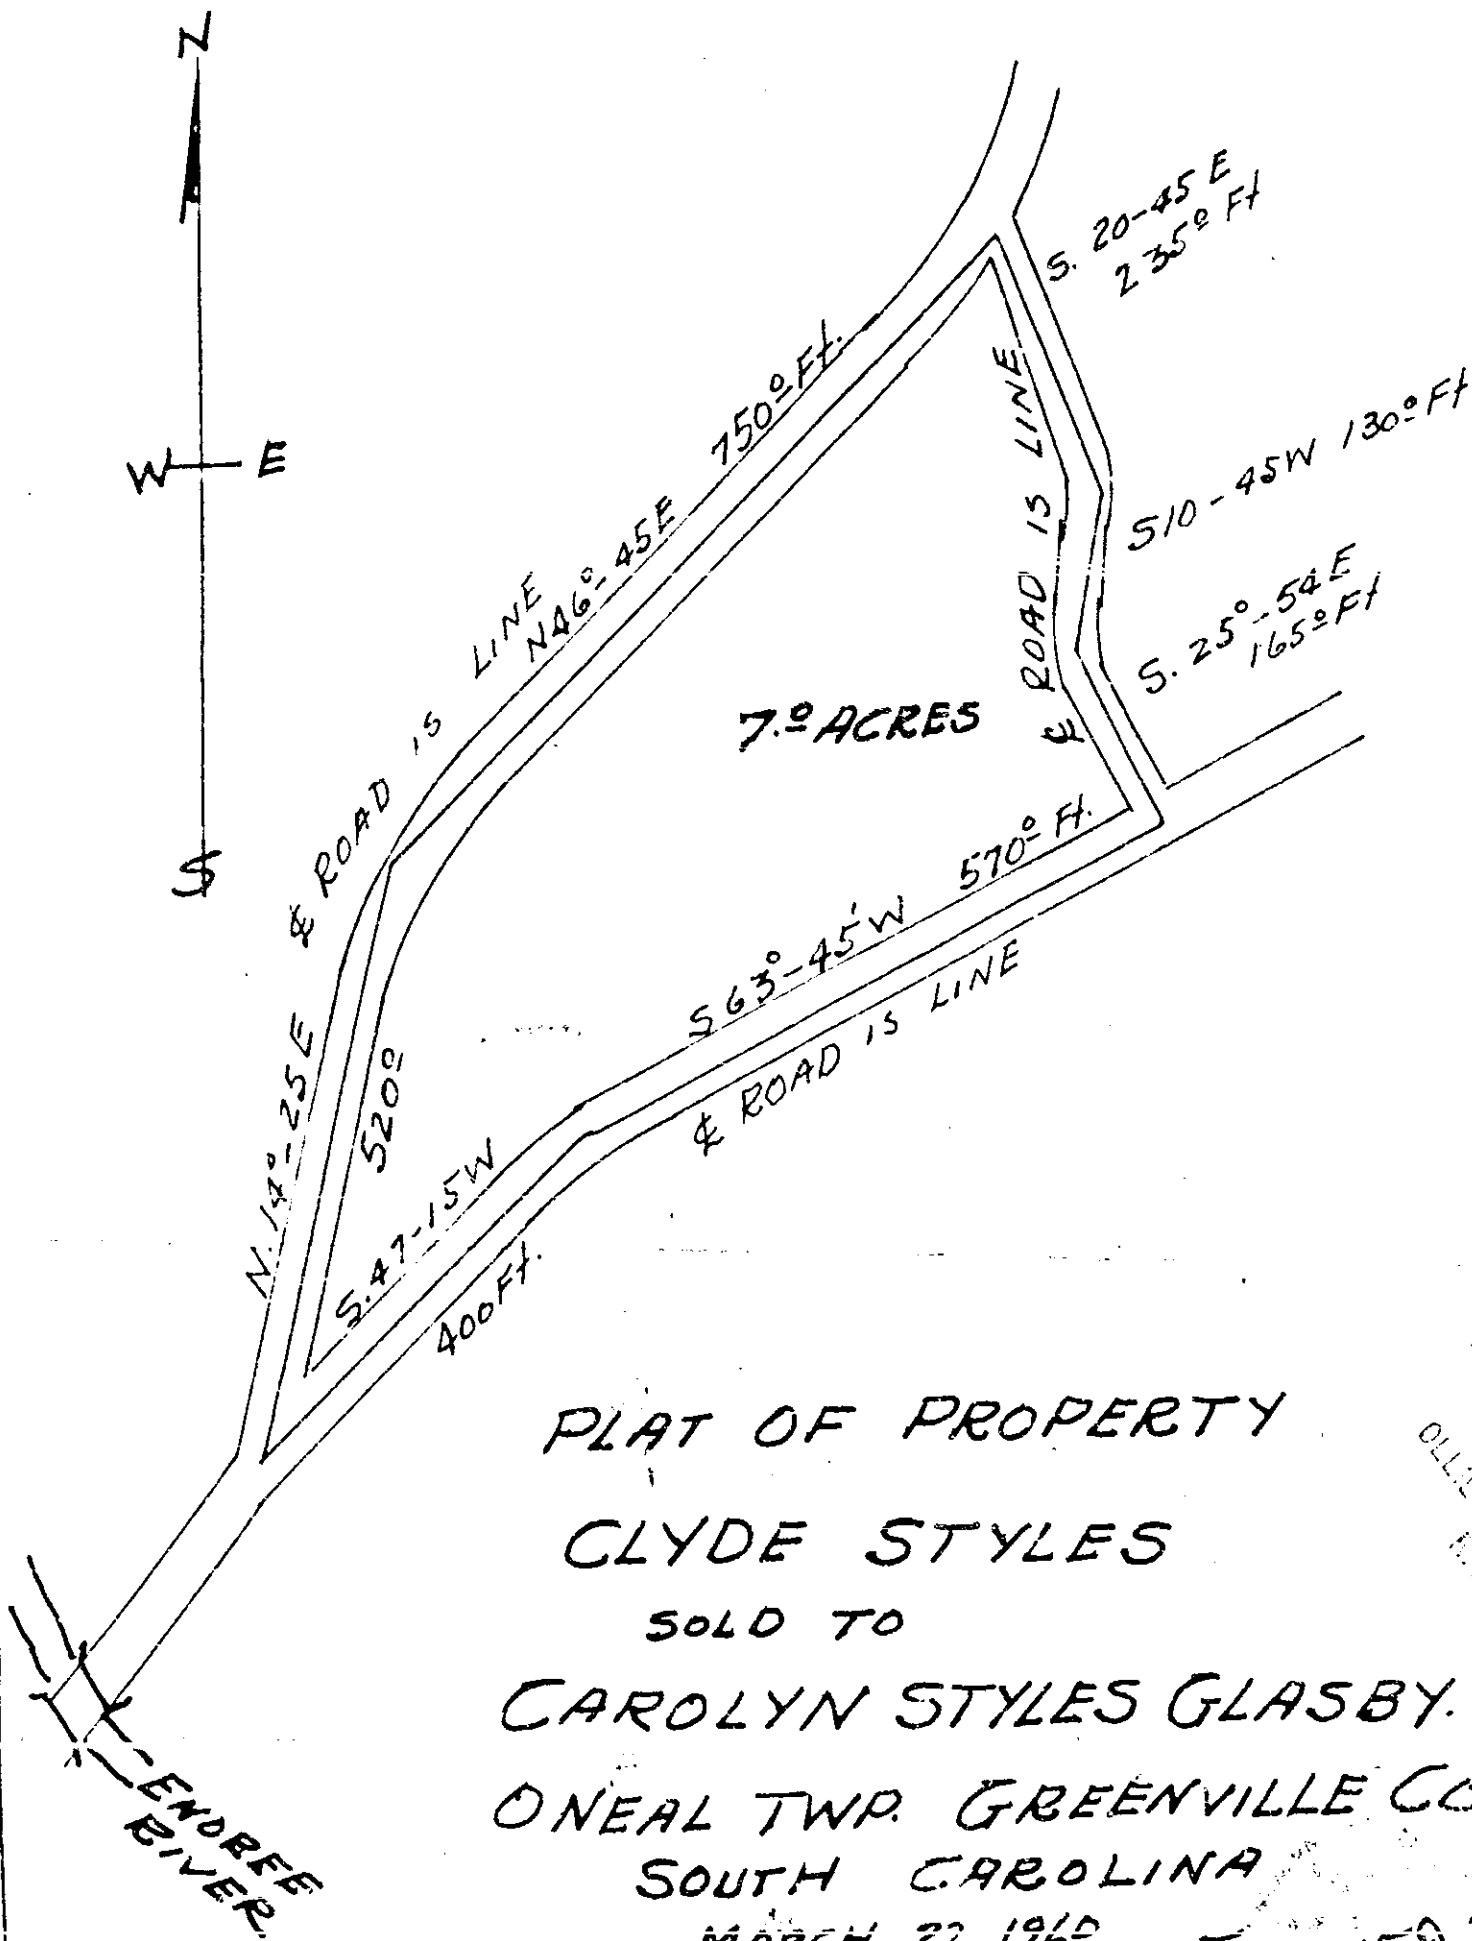 N
S. 20-45 E
235º Ft
750º Ft.
W E
LINE
N46º-45E
S10-45W 130º Ft
S. 25º-54 E
165º Ft
℄ ROAD IS LINE
7.º ACRES
℄ ROAD IS
S
570º Ft.
S 63º-45' W
℄ ROAD IS LINE
N. 14º-25 E
520º
S. 47-15W
400 Ft.
PLAT OF PROPERTY
CLYDE STYLES
SOLD TO
CAROLYN STYLES GLASBY.
ONEAL TWP. GREENVILLE CO
SOUTH CAROLINA
ENOREE
RIVER.
MARCH